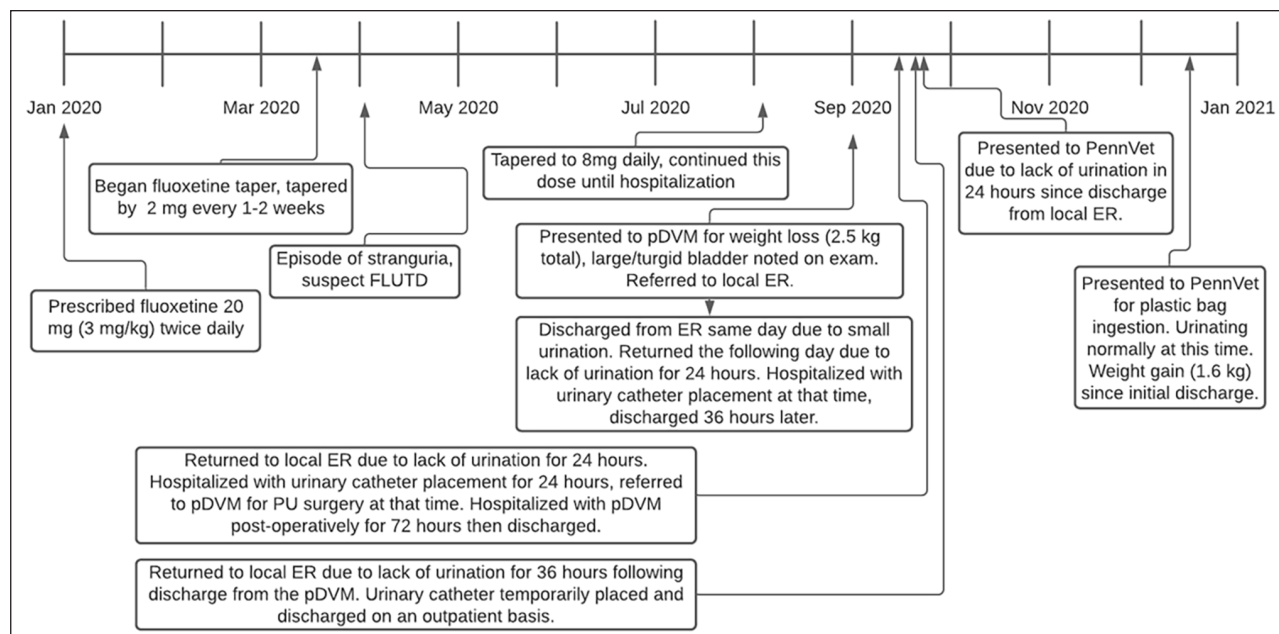 Jan 2020
Mar 2020
May 2020
Jul 2020
Sep 2020
Nov 2020
Jan 2021
Prescribed fluoxetine 20
mg (3 mg/kg) twice daily
Began fluoxetine taper, tapered
by 2 mg every 1-2 weeks
Episode of stranguria,
suspect FLUTD
Tapered to 8mg daily, continued this
dose until hospitalization
Presented to pDVM for weight loss (2.5 kg
total), large/turgid bladder noted on exam.
Referred to local ER.
Discharged from ER same day due to small
urination. Returned the following day due to
lack of urination for 24 hours. Hospitalized with
urinary catheter placement at that time,
discharged 36 hours later.
Returned to local ER due to lack of urination for 24 hours.
Hospitalized with urinary catheter placement for 24 hours, referred
to pDVM for PU surgery at that time. Hospitalized with pDVM
post-operatively for 72 hours then discharged.
Returned to local ER due to lack of urination for 36 hours following
discharge from the pDVM. Urinary catheter temporarily placed and
discharged on an outpatient basis.
Presented to PennVet
due to lack of urination in
24 hours since discharge
from local ER.
Presented to PennVet
for plastic bag
ingestion. Urinating
normally at this time.
Weight gain (1.6 kg)
since initial discharge.